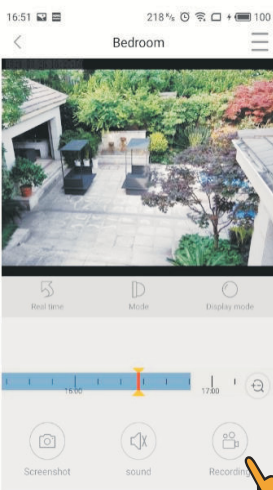 16:51 218 ᴷ/s 100
Bedroom
Real time Mode Display mode
16:00 17:00
Screenshot sound Recording